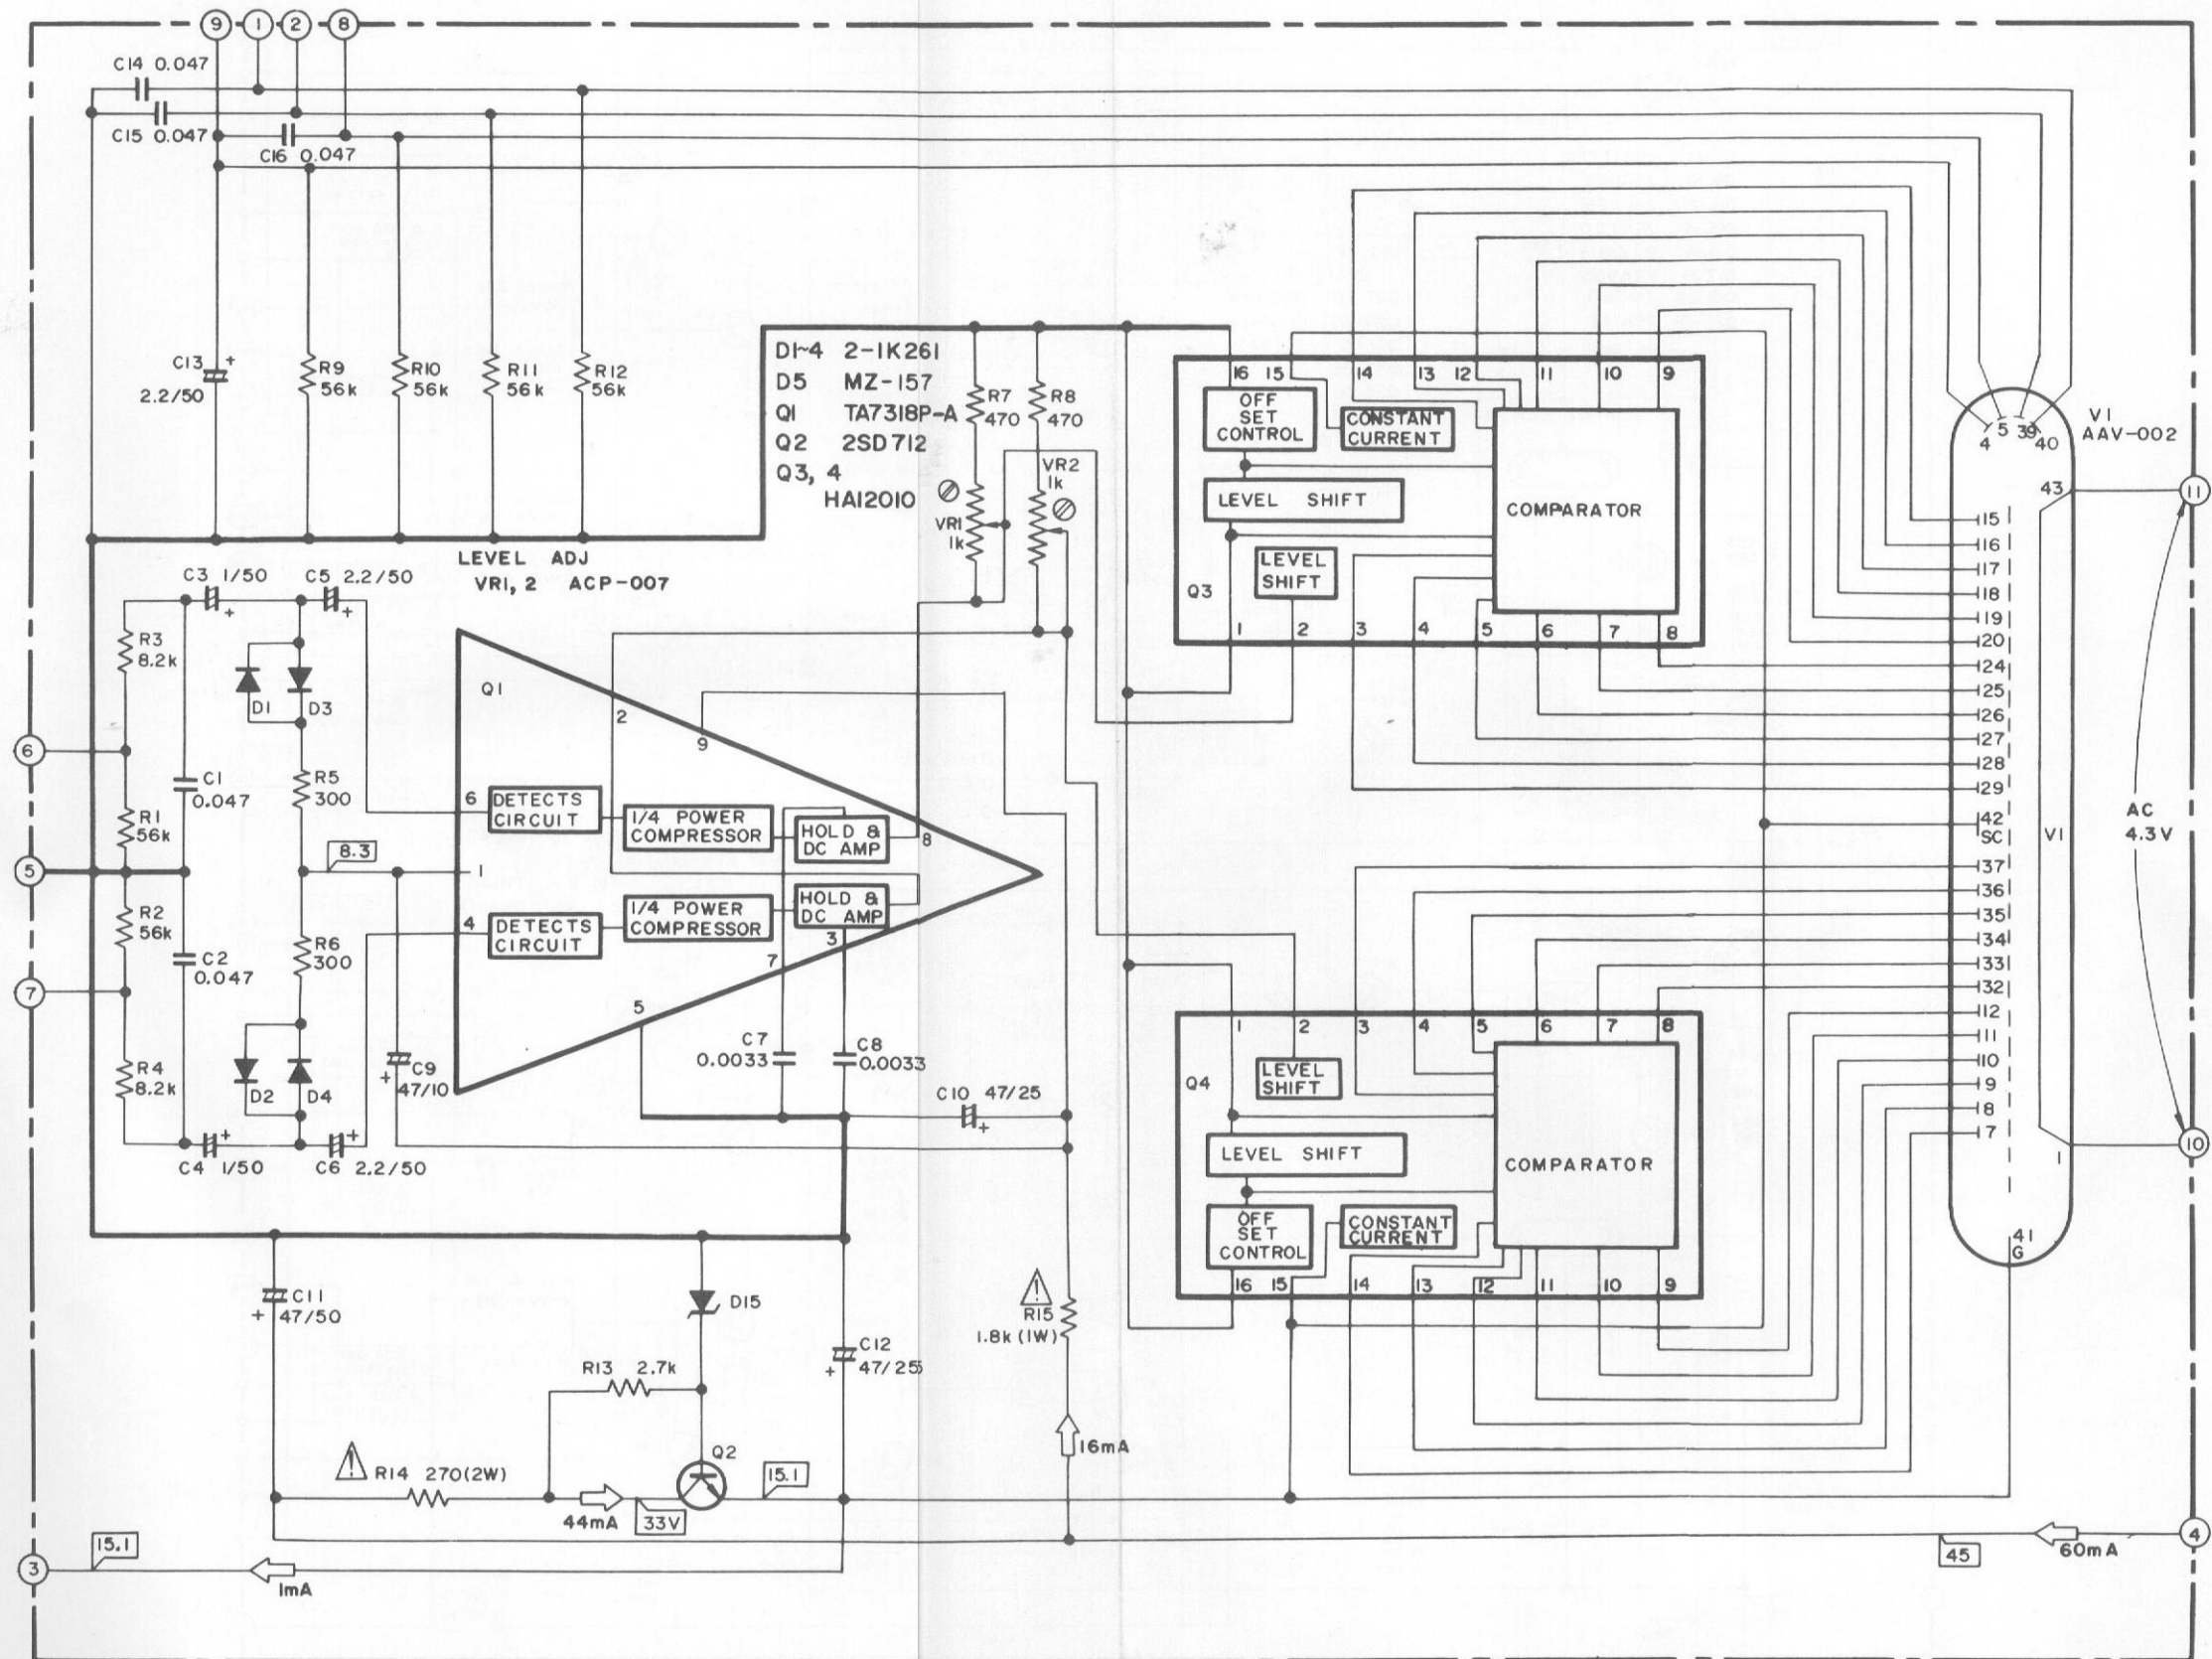 9 1 2 8
C14 0.047
C15 0.047
C16 0.047
C13 +
2.2/50
R9
56k
R10
56k
R11
56k
R12
56k
D1~4 2-1K261
D5 MZ-157
Q1 TA7318P-A
Q2 2SD712
Q3, 4
HA12010
R7
470
R8
470
VR1
1k
VR2
1k
LEVEL ADJ
VR1, 2 ACP-007
16 15 14 13 12 11 10 9
OFF
SET
CONTROL
CONSTANT
CURRENT
LEVEL SHIFT
LEVEL
SHIFT
COMPARATOR
Q3
1 2 3 4 5 6 7 8
4 5 39 40
V1
AAV-002
43
11
15
16
17
18
19
20
24
25
26
27
28
29
42
SC
37
36
35
34
33
32
12
11
10
9
8
7
V1
AC
4.3V
1
10
41
G
C3 1/50
+
C5 2.2/50
+
R3
8.2k
D1
D3
6
C1
0.047
R5
300
R1
56k
5
8.3
R2
56k
C2
0.047
R6
300
7
R4
8.2k
D2
D4
C9
+ 47/10
C4 1/50
+
C6 2.2/50
+
Q1
2
9
6
DETECTS
CIRCUIT
1/4 POWER
COMPRESSOR
HOLD &
DC AMP
8
1
4
DETECTS
CIRCUIT
1/4 POWER
COMPRESSOR
HOLD &
DC AMP
3
7
5
C7
0.0033
C8
0.0033
C10 47/25
+
1 2 3 4 5 6 7 8
LEVEL
SHIFT
Q4
LEVEL SHIFT
COMPARATOR
OFF
SET
CONTROL
CONSTANT
CURRENT
16 15 14 13 12 11 10 9
C11
+ 47/50
D15
C12
+ 47/25
R13 2.7k
! R14 270(2W)
Q2
15.1
44mA
33V
!
R15
1.8k (1W)
16mA
3
15.1
1mA
45
60mA
4